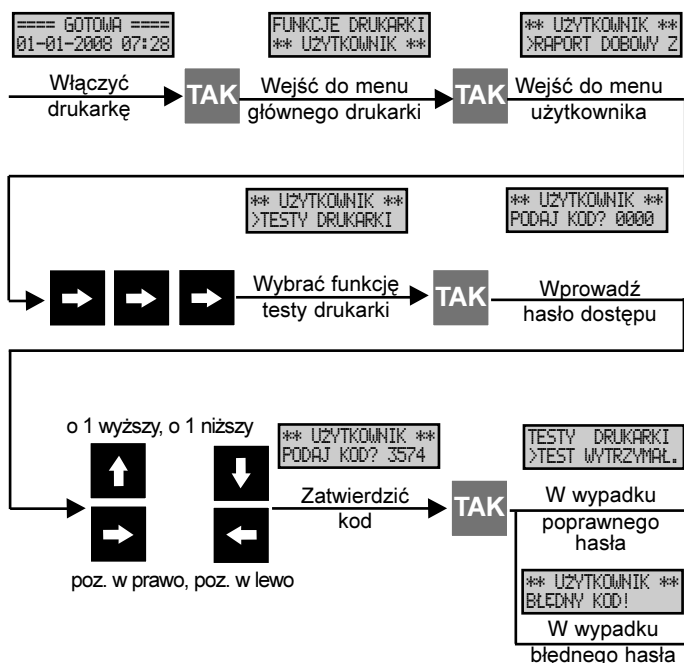 ==== GOTOWA ====
01-01-2008 07:28
Włączyć
drukarkę
TAK
FUNKCJE DRUKARKI
** UŻYTKOWNIK **
Wejść do menu
głównego drukarki
TAK
** UŻYTKOWNIK **
>RAPORT DOBOWY Z
Wejść do menu
użytkownika
** UŻYTKOWNIK **
>TESTY DRUKARKI
Wybrać funkcję
testy drukarki
TAK
** UŻYTKOWNIK **
PODAJ KOD? 0000
Wprowadź
hasło dostępu
o 1 wyższy, o 1 niższy
poz. w prawo, poz. w lewo
** UŻYTKOWNIK **
PODAJ KOD? 3574
Zatwierdzić
kod
TAK
TESTY DRUKARKI
>TEST WYTRZYMAŁ.
W wypadku
poprawnego
hasła
** UŻYTKOWNIK **
BŁĘDNY KOD!
W wypadku
błędnego hasła